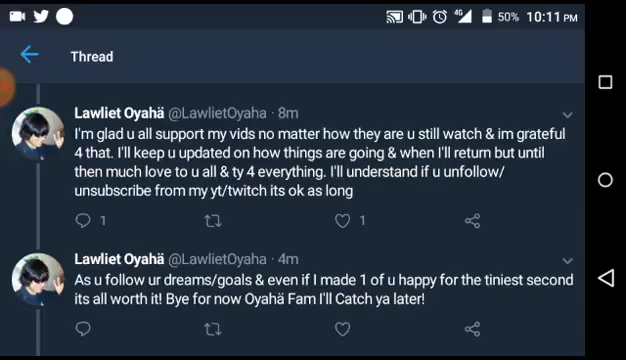 4G 50% 10:11 PM
Thread
Lawliet Oyahä @LawlietOyaha · 8m
I'm glad u all support my vids no matter how they are u still watch & im grateful
4 that. I'll keep u updated on how things are going & when I'll return but until
then much love to u all & ty 4 everything. I'll understand if u unfollow/
unsubscribe from my yt/twitch its ok as long
1 1
Lawliet Oyahä @LawlietOyaha · 4m
As u follow ur dreams/goals & even if I made 1 of u happy for the tiniest second
its all worth it! Bye for now Oyahä Fam I'll Catch ya later!